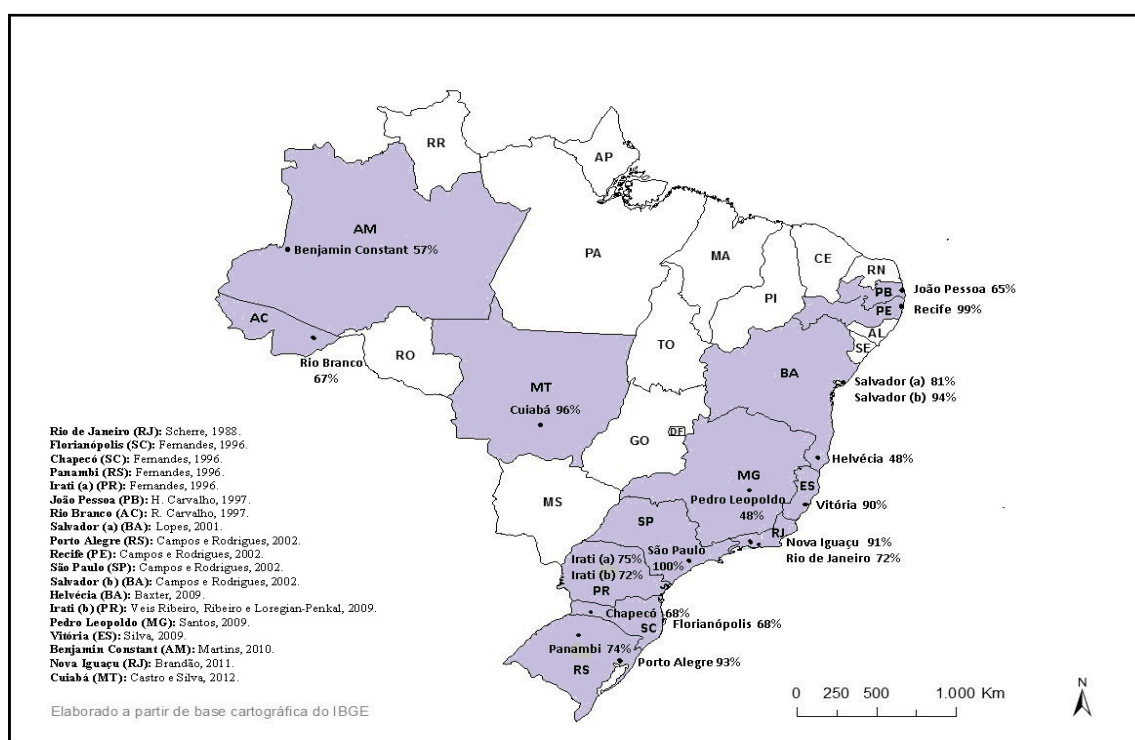 RR
AP
AM
Benjamin Constant 57%
PA
MA
CE
RN
PB
João Pessoa 65%
PI
PE
Recife 99%
AC
AL
SE
RO
TO
Rio Branco
67%
BA
Salvador (a) 81%
Salvador (b) 94%
MT
Cuiabá 96%
GO
DF
Helvécia 48%
MG
Pedro Leopoldo
48%
ES
Vitória 90%
MS
SP
RJ
Nova Iguaçu 91%
Rio de Janeiro 72%
São Paulo
100%
Irati (a) 75%
Irati (b) 72%
PR
Chapecó 68%
SC
Florianópolis 68%
Panambi 74%
RS
Porto Alegre 93%
Rio de Janeiro (RJ): Scherre, 1988.
Florianópolis (SC): Fernandes, 1996.
Chapecó (SC): Fernandes, 1996.
Panambi (RS): Fernandes, 1996.
Irati (a) (PR): Fernandes, 1996.
João Pessoa (PB): H. Carvalho, 1997.
Rio Branco (AC): R. Carvalho, 1997.
Salvador (a) (BA): Lopes, 2001.
Porto Alegre (RS): Campos e Rodrigues, 2002.
Recife (PE): Campos e Rodrigues, 2002.
São Paulo (SP): Campos e Rodrigues, 2002.
Salvador (b) (BA): Campos e Rodrigues, 2002.
Helvécia (BA): Baxter, 2009.
Irati (b) (PR): Veis Ribeiro, Ribeiro e Loregian-Penkal, 2009.
Pedro Leopoldo (MG): Santos, 2009.
Vitória (ES): Silva, 2009.
Benjamin Constant (AM): Martins, 2010.
Nova Iguaçu (RJ): Brandão, 2011.
Cuiabá (MT): Castro e Silva, 2012.
Elaborado a partir de base cartográfica do IBGE
0 250 500 1.000 Km
N